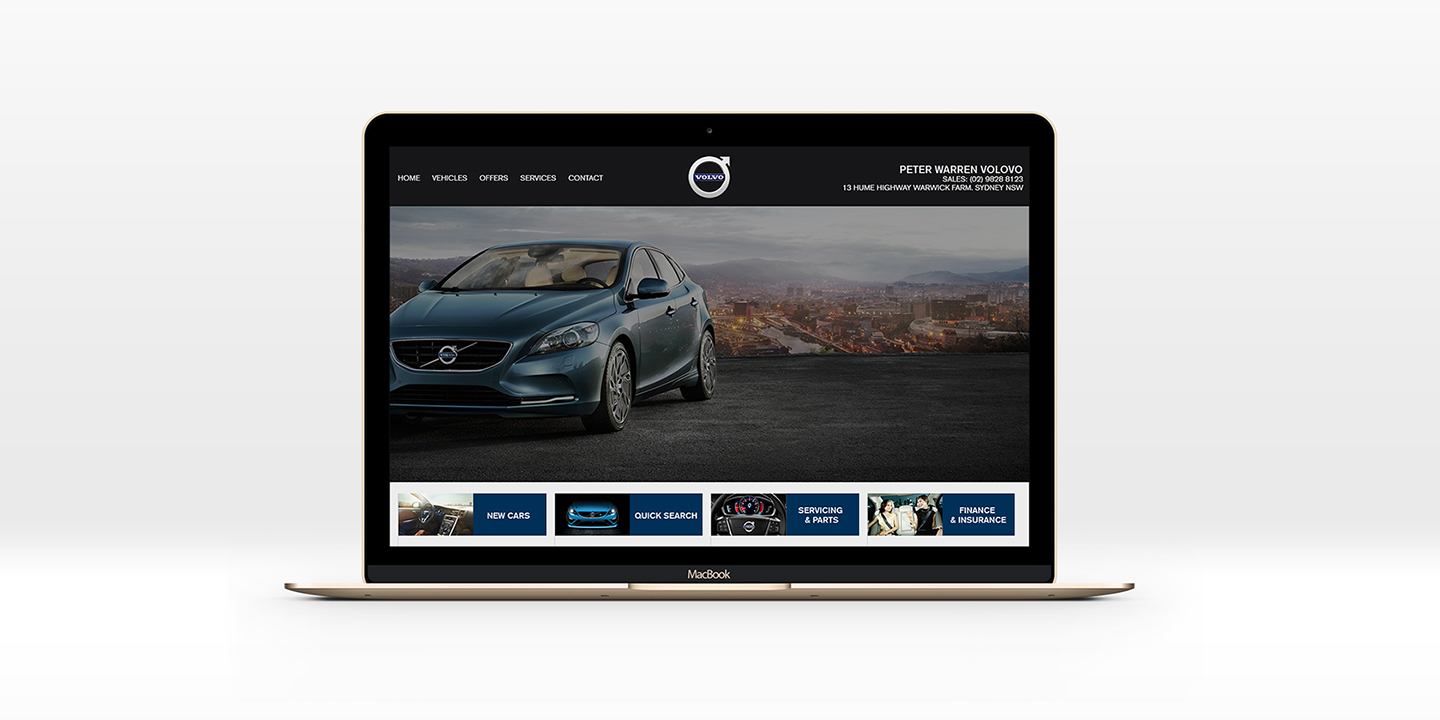 HOME VEHICLES OFFERS SERVICES CONTACT
VOLVO
PETER WARREN VOLOVO
SALES: (02) 9828 8123
13 HUME HIGHWAY WARWICK FARM. SYDNEY NSW
VOLVO
NEW CARS
QUICK SEARCH
SERVICING
& PARTS
FINANCE
& INSURANCE
MacBook